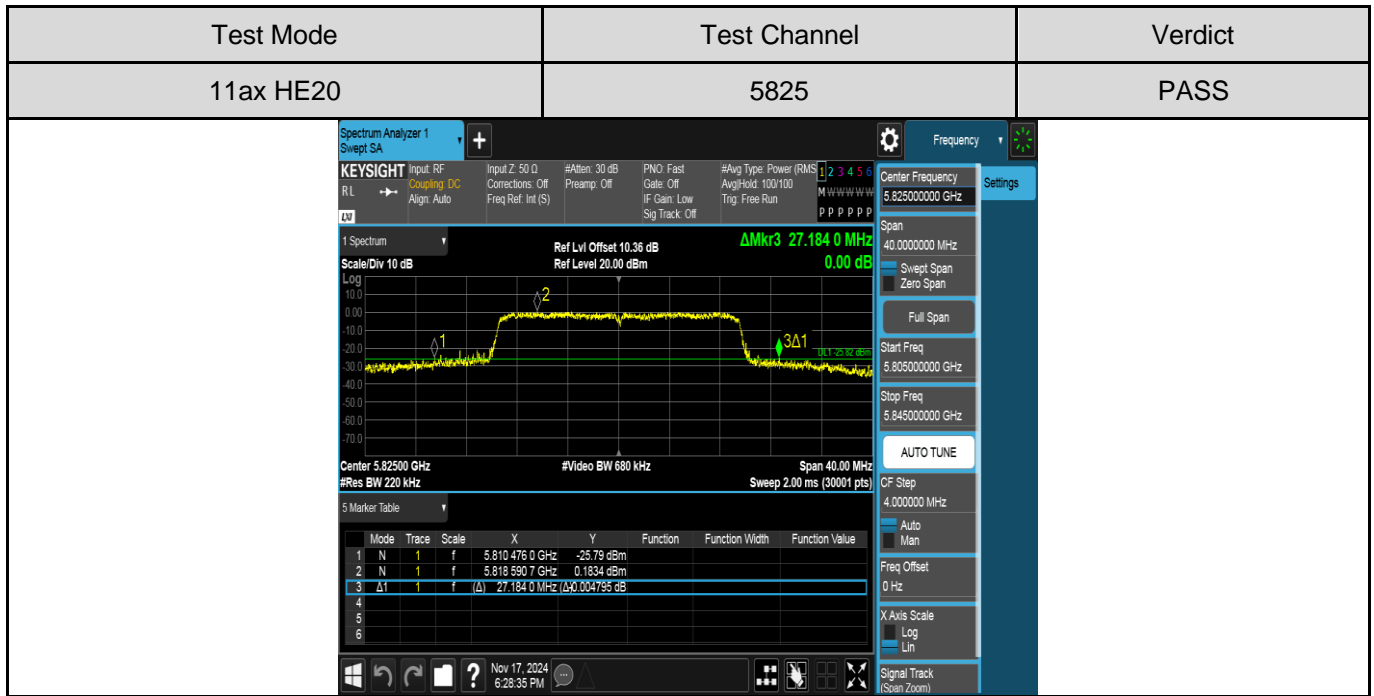 Test Mode Test Channel Verdict
11ax HE20 5825 PASS
Spectrum Analyzer 1
Swept SA
+
Frequency
KEYSIGHT Input: RF Input Z: 50 Ω #Atten: 30 dB PNO: Fast #Avg Type: Power (RMS 1 2 3 4 5 6
RL Coupling: DC Corrections: Off Preamp: Off Gate: Off Avg|Hold: 100/100 M W W W W W
Align: Auto Freq Ref: Int (S) IF Gain: Low Trig: Free Run
LXI Sig Track: Off P P P P P P
Center Frequency
5.825000000 GHz
Settings
1 Spectrum
Ref Lvl Offset 10.36 dB ΔMkr3 27.184 0 MHz
Scale/Div 10 dB Ref Level 20.00 dBm 0.00 dB
Log
10.0
0.00
-10.0
-20.0
-30.0
-40.0
-50.0
-60.0
-70.0
1
2
3Δ1
DL1 -25.82 dBm
Center 5.82500 GHz #Video BW 680 kHz Span 40.00 MHz
#Res BW 220 kHz Sweep 2.00 ms (30001 pts)
Span
40.0000000 MHz
Swept Span
Zero Span
Full Span
Start Freq
5.805000000 GHz
Stop Freq
5.845000000 GHz
AUTO TUNE
CF Step
4.000000 MHz
Auto
Man
Freq Offset
0 Hz
X Axis Scale
Log
Lin
Signal Track
(Span Zoom)
5 Marker Table
Mode Trace Scale X Y Function Function Width Function Value
1 N 1 f 5.810 476 0 GHz -25.79 dBm
2 N 1 f 5.818 590 7 GHz 0.1834 dBm
3 Δ1 1 f (Δ) 27.184 0 MHz (Δ) -0.004795 dB
4
5
6
? Nov 17, 2024
6:28:35 PM